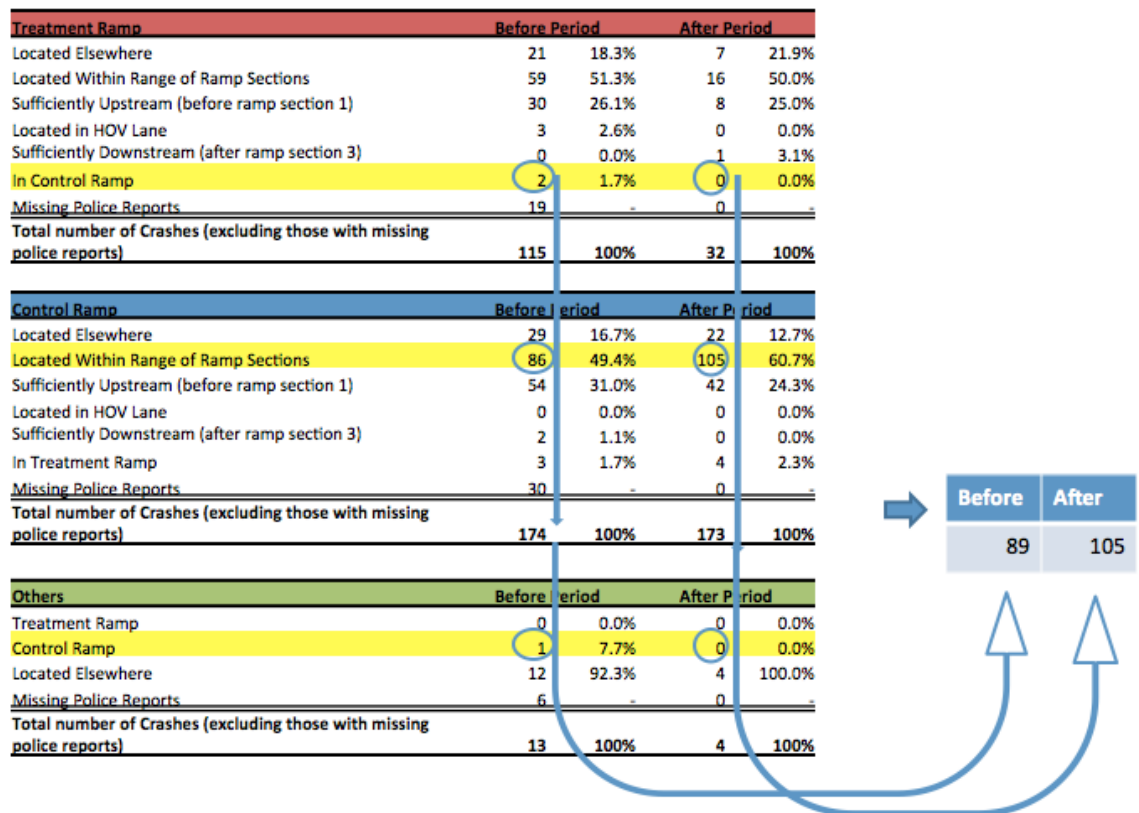 Treatment Ramp Before Period After Period
Located Elsewhere 21 18.3% 7 21.9%
Located Within Range of Ramp Sections 59 51.3% 16 50.0%
Sufficiently Upstream (before ramp section 1) 30 26.1% 8 25.0%
Located in HOV Lane 3 2.6% 0 0.0%
Sufficiently Downstream (after ramp section 3) 0 0.0% 1 3.1%
In Control Ramp 2 1.7% 0 0.0%
Missing Police Reports 19 - 0 -
Total number of Crashes (excluding those with missing
police reports) 115 100% 32 100%
Control Ramp Before Period After Period
Located Elsewhere 29 16.7% 22 12.7%
Located Within Range of Ramp Sections 86 49.4% 105 60.7%
Sufficiently Upstream (before ramp section 1) 54 31.0% 42 24.3%
Located in HOV Lane 0 0.0% 0 0.0%
Sufficiently Downstream (after ramp section 3) 2 1.1% 0 0.0%
In Treatment Ramp 3 1.7% 4 2.3%
Missing Police Reports 30 - 0 -
Total number of Crashes (excluding those with missing
police reports) 174 100% 173 100%
Others Before Period After Period
Treatment Ramp 0 0.0% 0 0.0%
Control Ramp 1 7.7% 0 0.0%
Located Elsewhere 12 92.3% 4 100.0%
Missing Police Reports 6 - 0 -
Total number of Crashes (excluding those with missing
police reports) 13 100% 4 100%
Before After
89 105